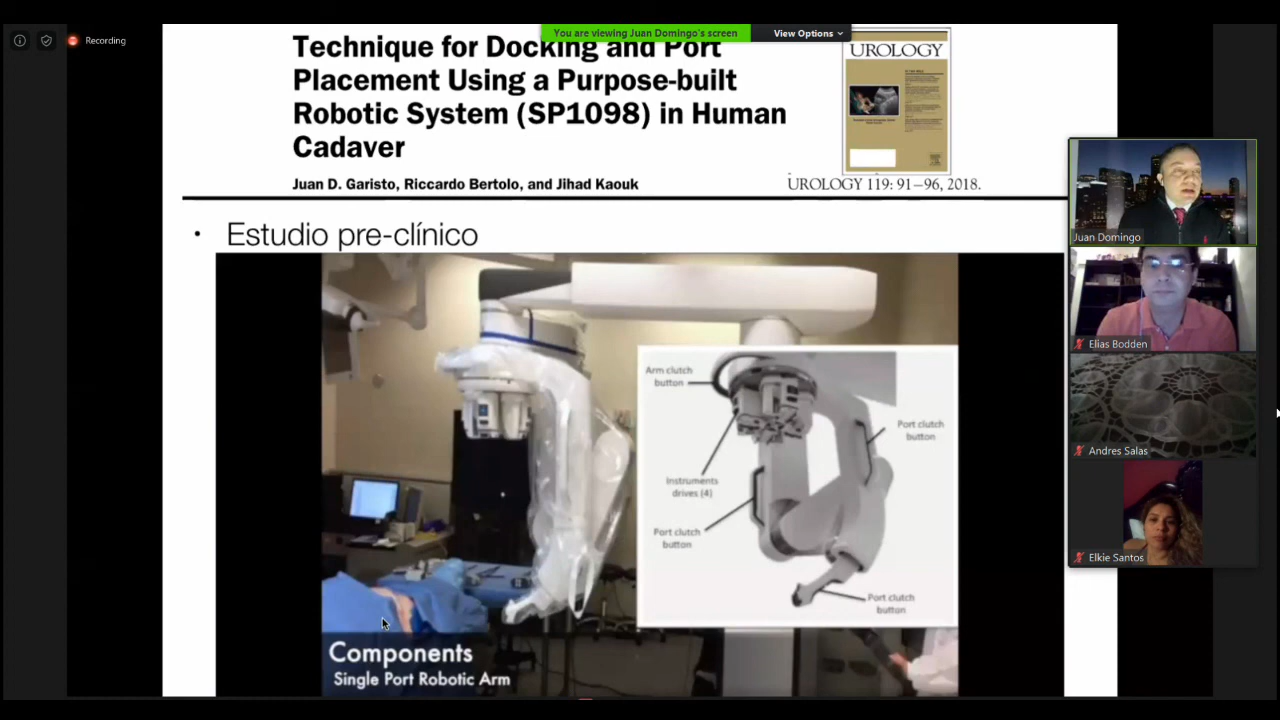 Recording
You are viewing Juan Domingo's screen
View Options
Technique for Docking and Port
Placement Using a Purpose-built
Robotic System (SP1098) in Human
Cadaver
UROLOGY
Juan D. Garisto, Riccardo Bertolo, and Jihad Kaouk
UROLOGY 119: 91–96, 2018.
• Estudio pre-clínico
Arm clutch
button
Port clutch
button
Instruments
drives (4)
Port clutch
button
Port clutch
button
Components
Single Port Robotic Arm
Juan Domingo
Elias Bodden
Andres Salas
Elkie Santos